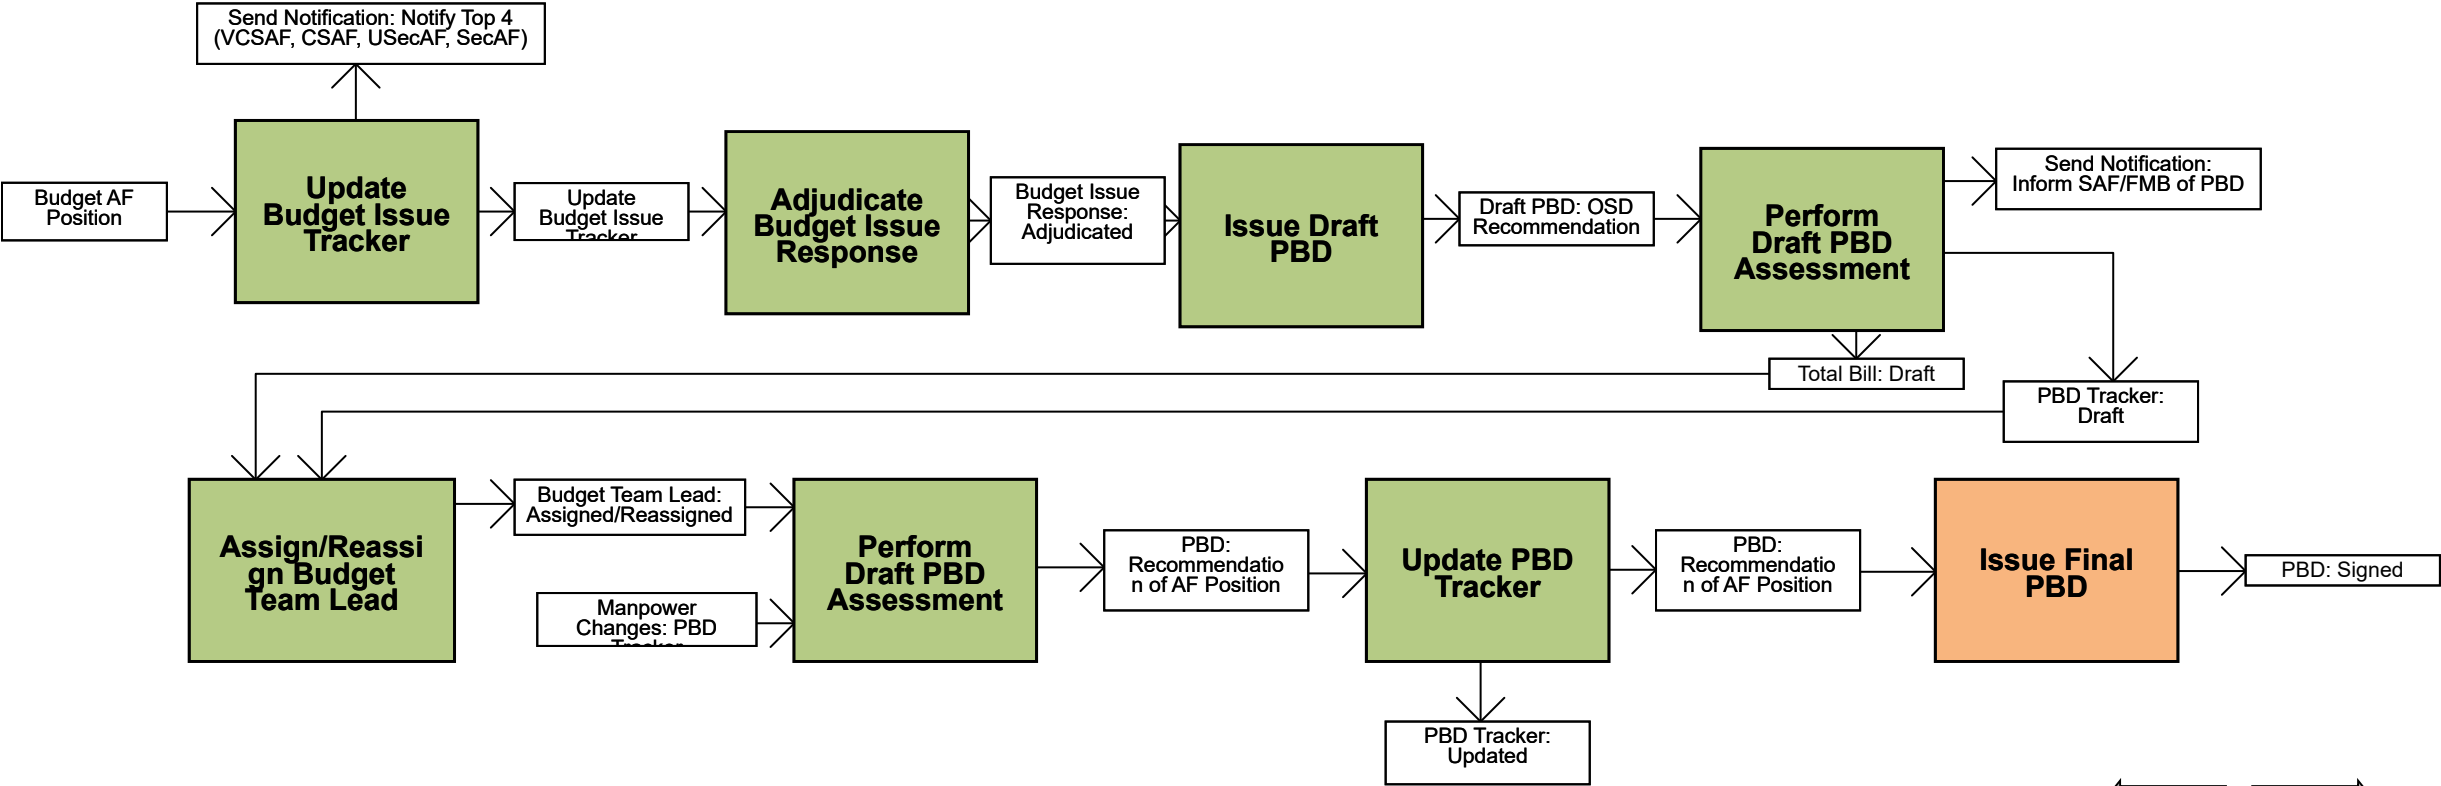 Send Notification: Notify Top 4
(VCSAF, CSAF, USecAF, SecAF)
Budget AF
Position
Update
Budget Issue
Tracker
Update
Budget Issue
Tracker
Adjudicate
Budget Issue
Response
Budget Issue
Response:
Adjudicated
Issue Draft
PBD
Draft PBD: OSD
Recommendation
Perform
Draft PBD
Assessment
Send Notification:
Inform SAF/FMB of PBD
Total Bill: Draft
PBD Tracker:
Draft
Assign/Reassi
gn Budget
Team Lead
Budget Team Lead:
Assigned/Reassigned
Manpower
Changes: PBD
Tracker
Perform
Draft PBD
Assessment
PBD:
Recommendatio
n of AF Position
Update PBD
Tracker
PBD:
Recommendatio
n of AF Position
Issue Final
PBD
PBD: Signed
PBD Tracker:
Updated